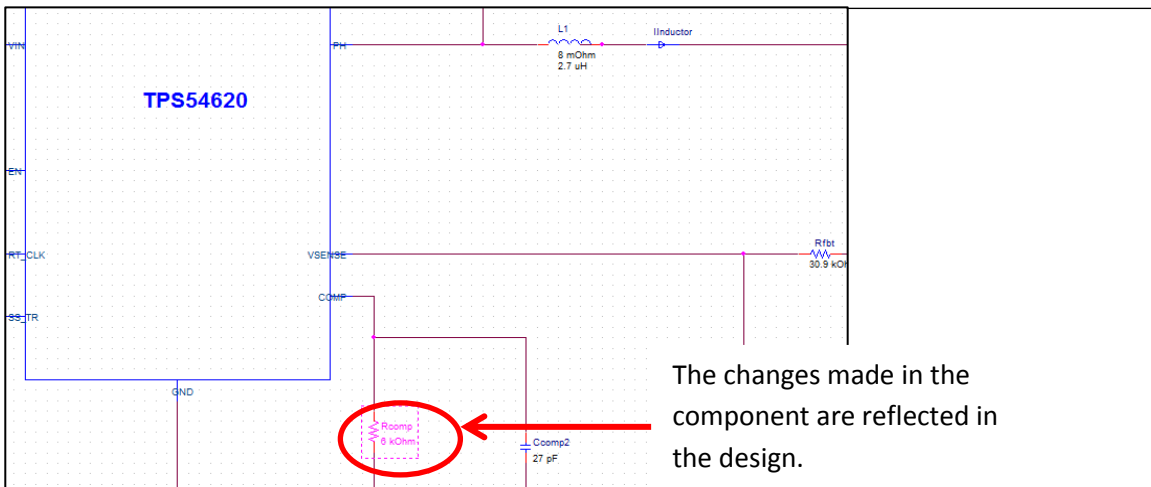 L1
IInductor
VIN
PH
8 mOhm
2.7 uH
TPS54620
EN
RT_CLK
VSENSE
Rfbt
30.9 kOh
COMP
SS_TR
GND
Rcomp
6 kOhm
Ccomp2
27 pF
The changes made in the
component are reflected in
the design.